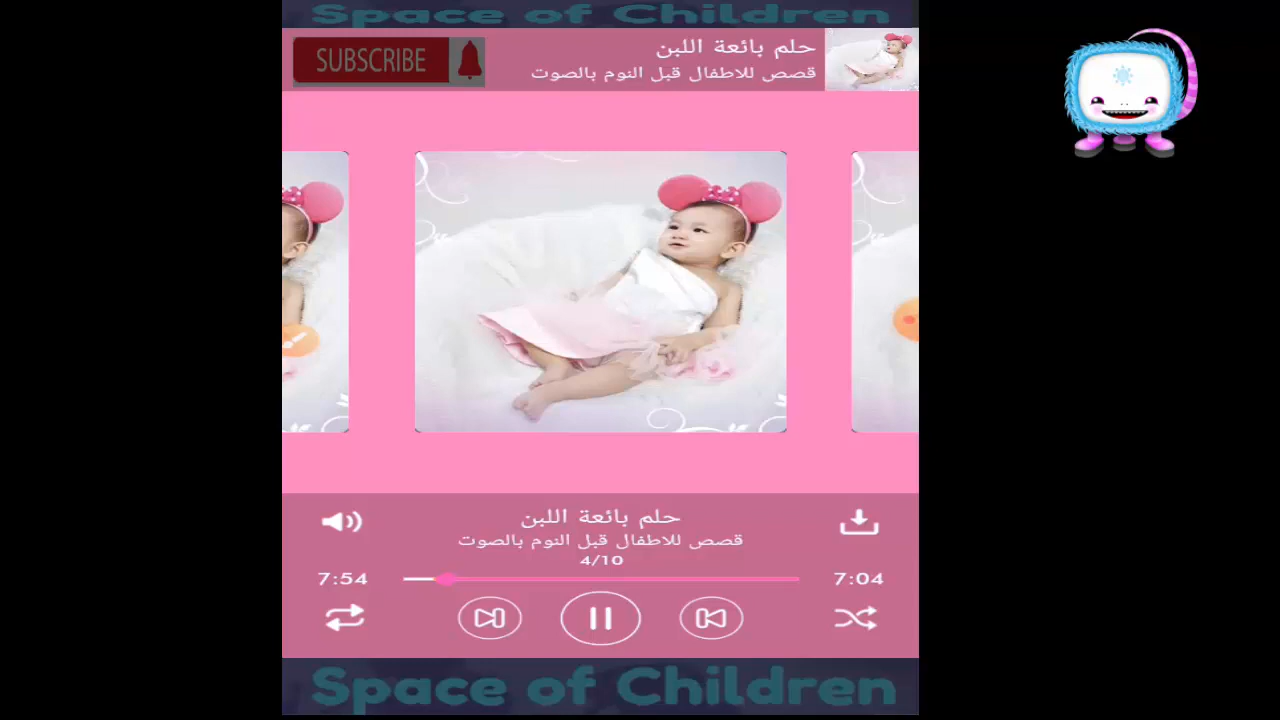 Space of Children
SUBSCRIBE
حلم بائعة اللبن
قصص للاطفال قبل النوم بالصوت
حلم بائعة اللبن
قصص للاطفال قبل النوم بالصوت
4/10
7:54
7:04
Space of Children